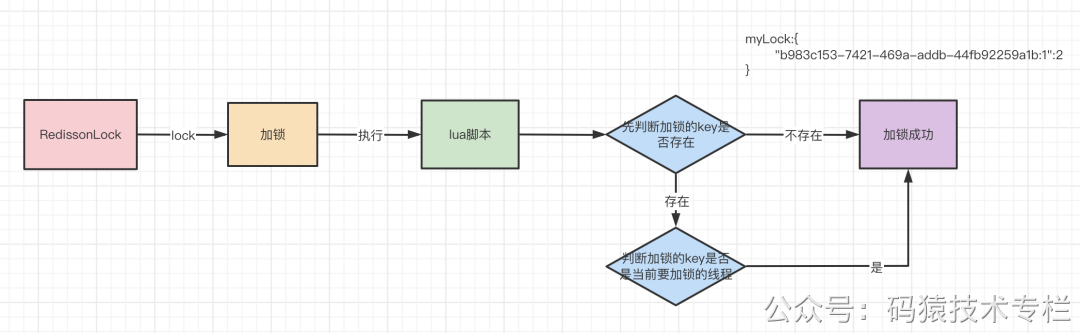 myLock:{
"b983c153-7421-469a-addb-44fb92259a1b:1":2
}
RedissonLock
lock
加锁
执行
lua脚本
先判断加锁的key是
否存在
不存在
加锁成功
存在
判断加锁的key是否
是当前要加锁的线程
是
公众号：码猿技术专栏